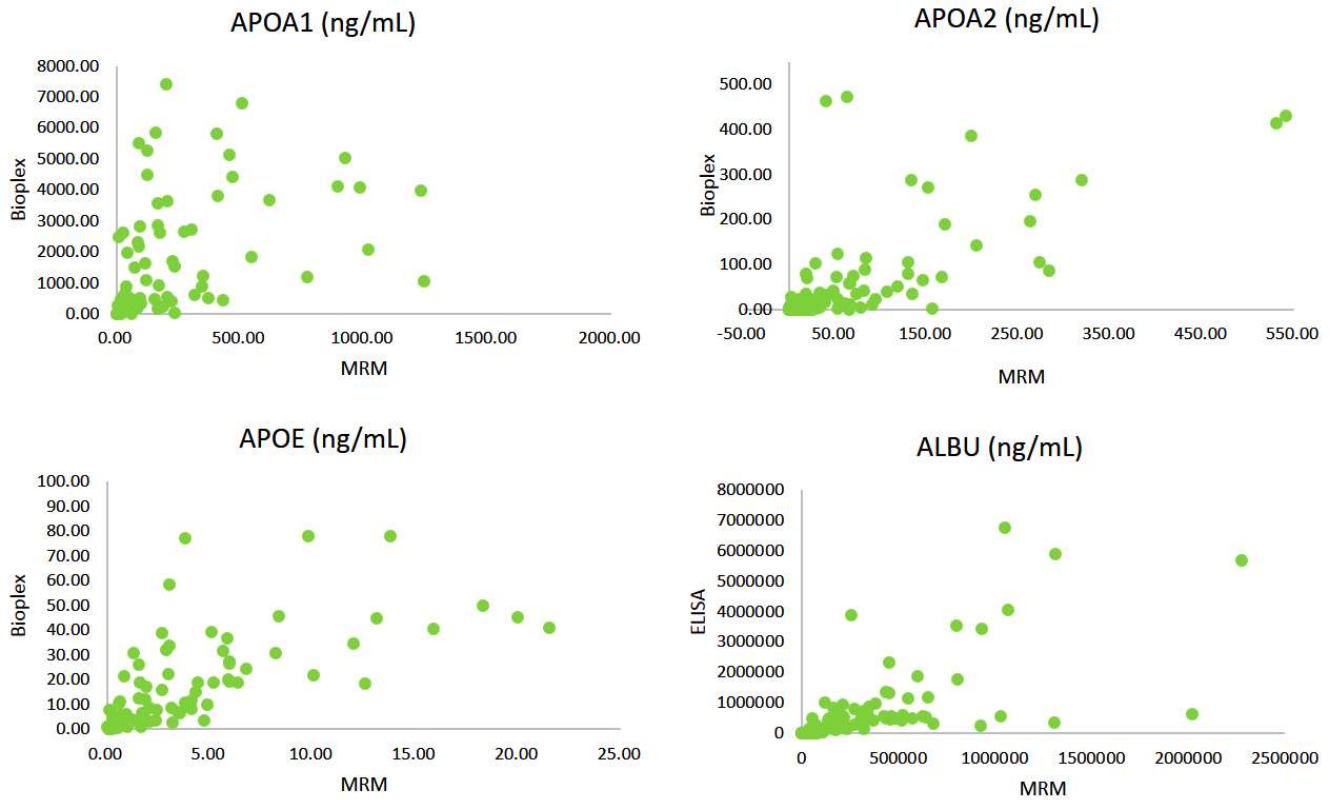 APOA1 (ng/mL)
8000.00
7000.00
6000.00
5000.00
4000.00
3000.00
2000.00
1000.00
0.00
Bioplex
0.00 500.00 1000.00 1500.00 2000.00
MRM
APOA2 (ng/mL)
500.00
400.00
300.00
200.00
100.00
0.00
Bioplex
-50.00 50.00 150.00 250.00 350.00 450.00 550.00
MRM
APOE (ng/mL)
100.00
90.00
80.00
70.00
60.00
50.00
40.00
30.00
20.00
10.00
0.00
Bioplex
0.00 5.00 10.00 15.00 20.00 25.00
MRM
ALBU (ng/mL)
8000000
7000000
6000000
5000000
4000000
3000000
2000000
1000000
0
ELISA
0 500000 1000000 1500000 2000000 2500000
MRM